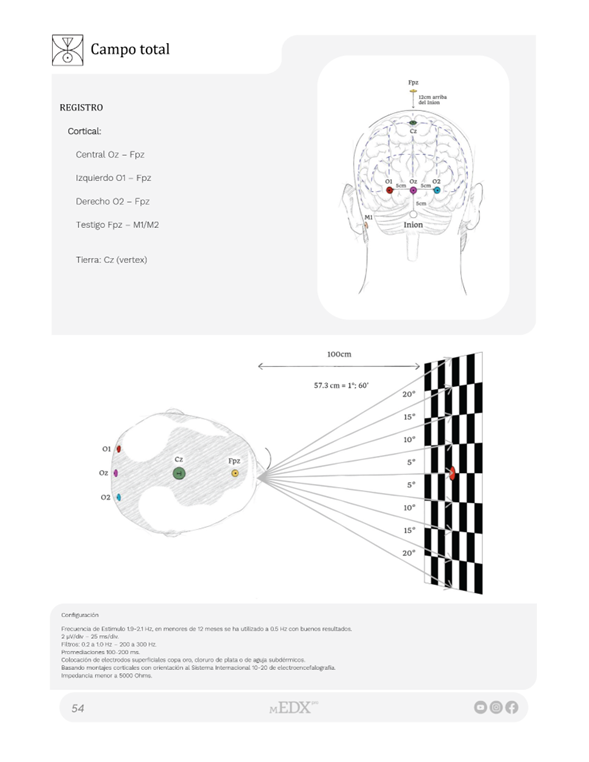 Campo total
REGISTRO
Cortical:
Central Oz – Fpz
Izquierdo O1 – Fpz
Derecho O2 – Fpz
Testigo Fpz – M1/M2
Tierra: Cz (vertex)
Fpz
12cm arriba
del inion
Cz
O1 Oz O2
5cm 5cm
5cm
M1
Inion
100cm
57.3 cm = 1°; 60'
20°
15°
10°
5°
5°
10°
15°
20°
O1
Oz
O2
Cz
Fpz
Configuración
Frecuencia de Estímulo 1.9-2.1 Hz, en menores de 12 meses se ha utilizado a 0.5 Hz con buenos resultados.
2 µV/div – 25 ms/div.
Filtros: 0.2 a 1.0 Hz – 200 a 300 Hz.
Promediaciones 100-200 ms.
Colocación de electrodos superficiales copa oro, cloruro de plata o de aguja subdérmicos.
Basando montajes corticales con orientación al Sistema Internacional 10-20 de electroencefalografía.
Impedancia menor a 5000 Ohms.
54
MEDX